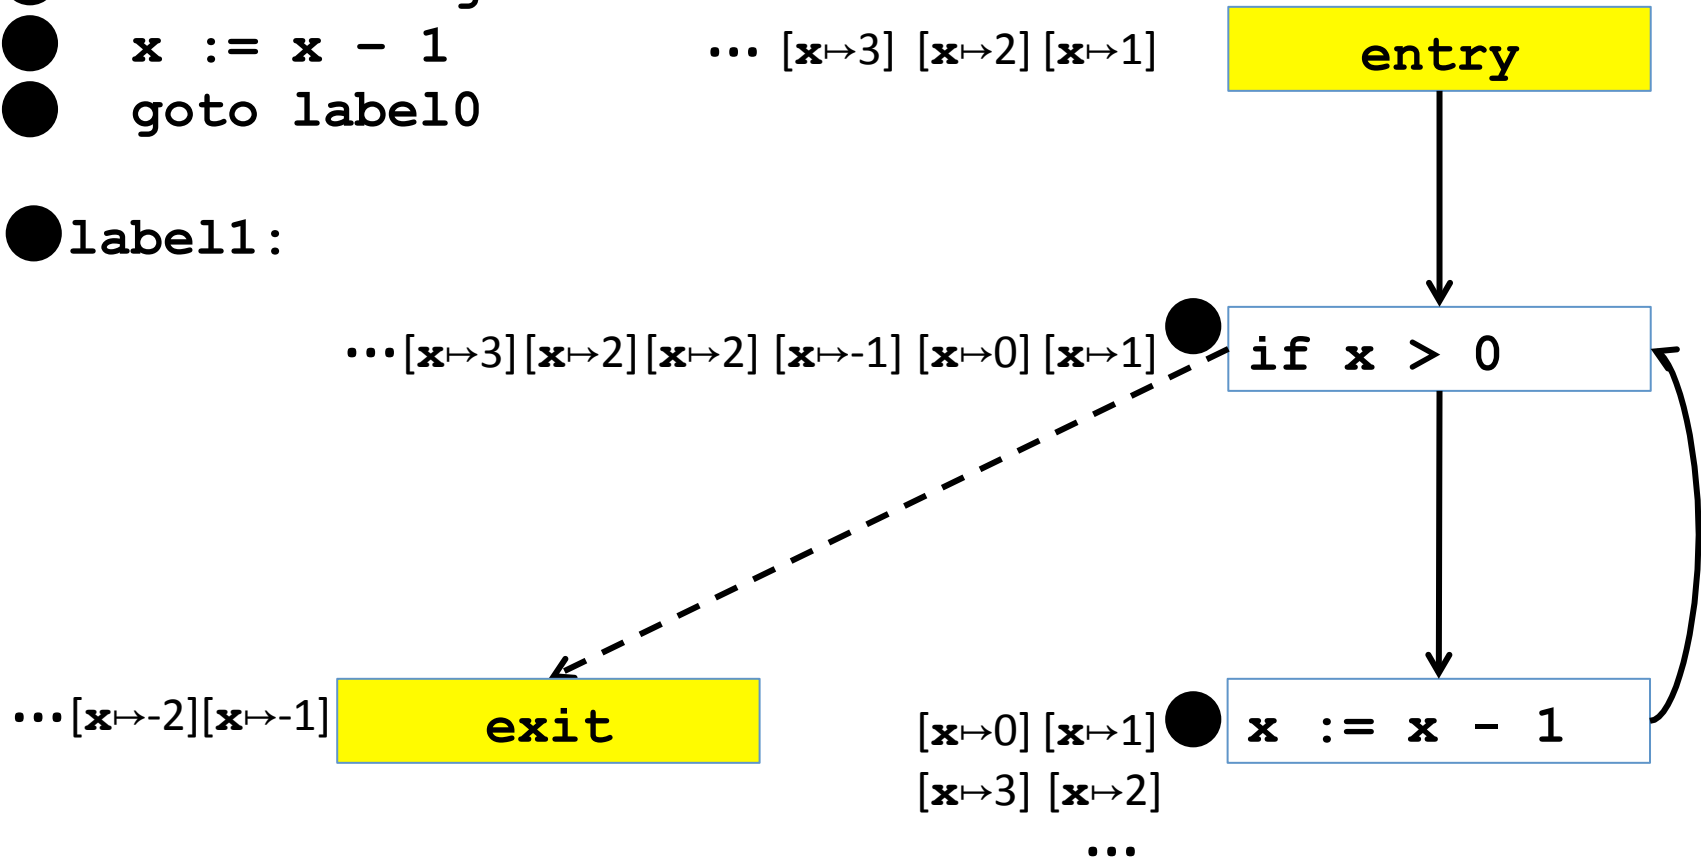 x := x – 1
goto label0
label1:
… [x↦3] [x↦2] [x↦1]
entry
…[x↦3][x↦2][x↦2] [x↦-1] [x↦0] [x↦1]
if x > 0
…[x↦-2][x↦-1]
exit
[x↦0] [x↦1]
[x↦3] [x↦2]
…
x := x - 1